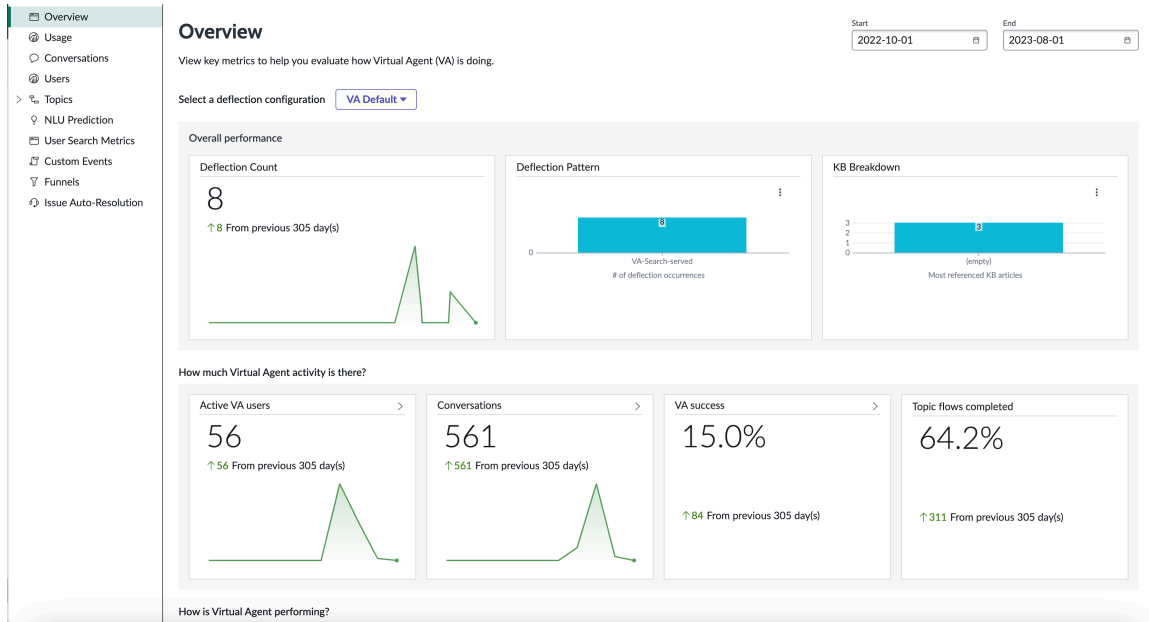 Overview
Usage
Conversations
Users
Topics
NLU Prediction
User Search Metrics
Custom Events
Funnels
Issue Auto-Resolution
Overview
Start
2022-10-01
End
2023-08-01
View key metrics to help you evaluate how Virtual Agent (VA) is doing.
Select a deflection configuration
VA Default
Overall performance
Deflection Count
8
↑8 From previous 305 day(s)
Deflection Pattern
8
0
VA-Search-served
# of deflection occurrences
KB Breakdown
3
2
1
0
3
(empty)
Most referenced KB articles
How much Virtual Agent activity is there?
Active VA users
56
↑56 From previous 305 day(s)
Conversations
561
↑561 From previous 305 day(s)
VA success
15.0%
↑84 From previous 305 day(s)
Topic flows completed
64.2%
↑311 From previous 305 day(s)
How is Virtual Agent performing?